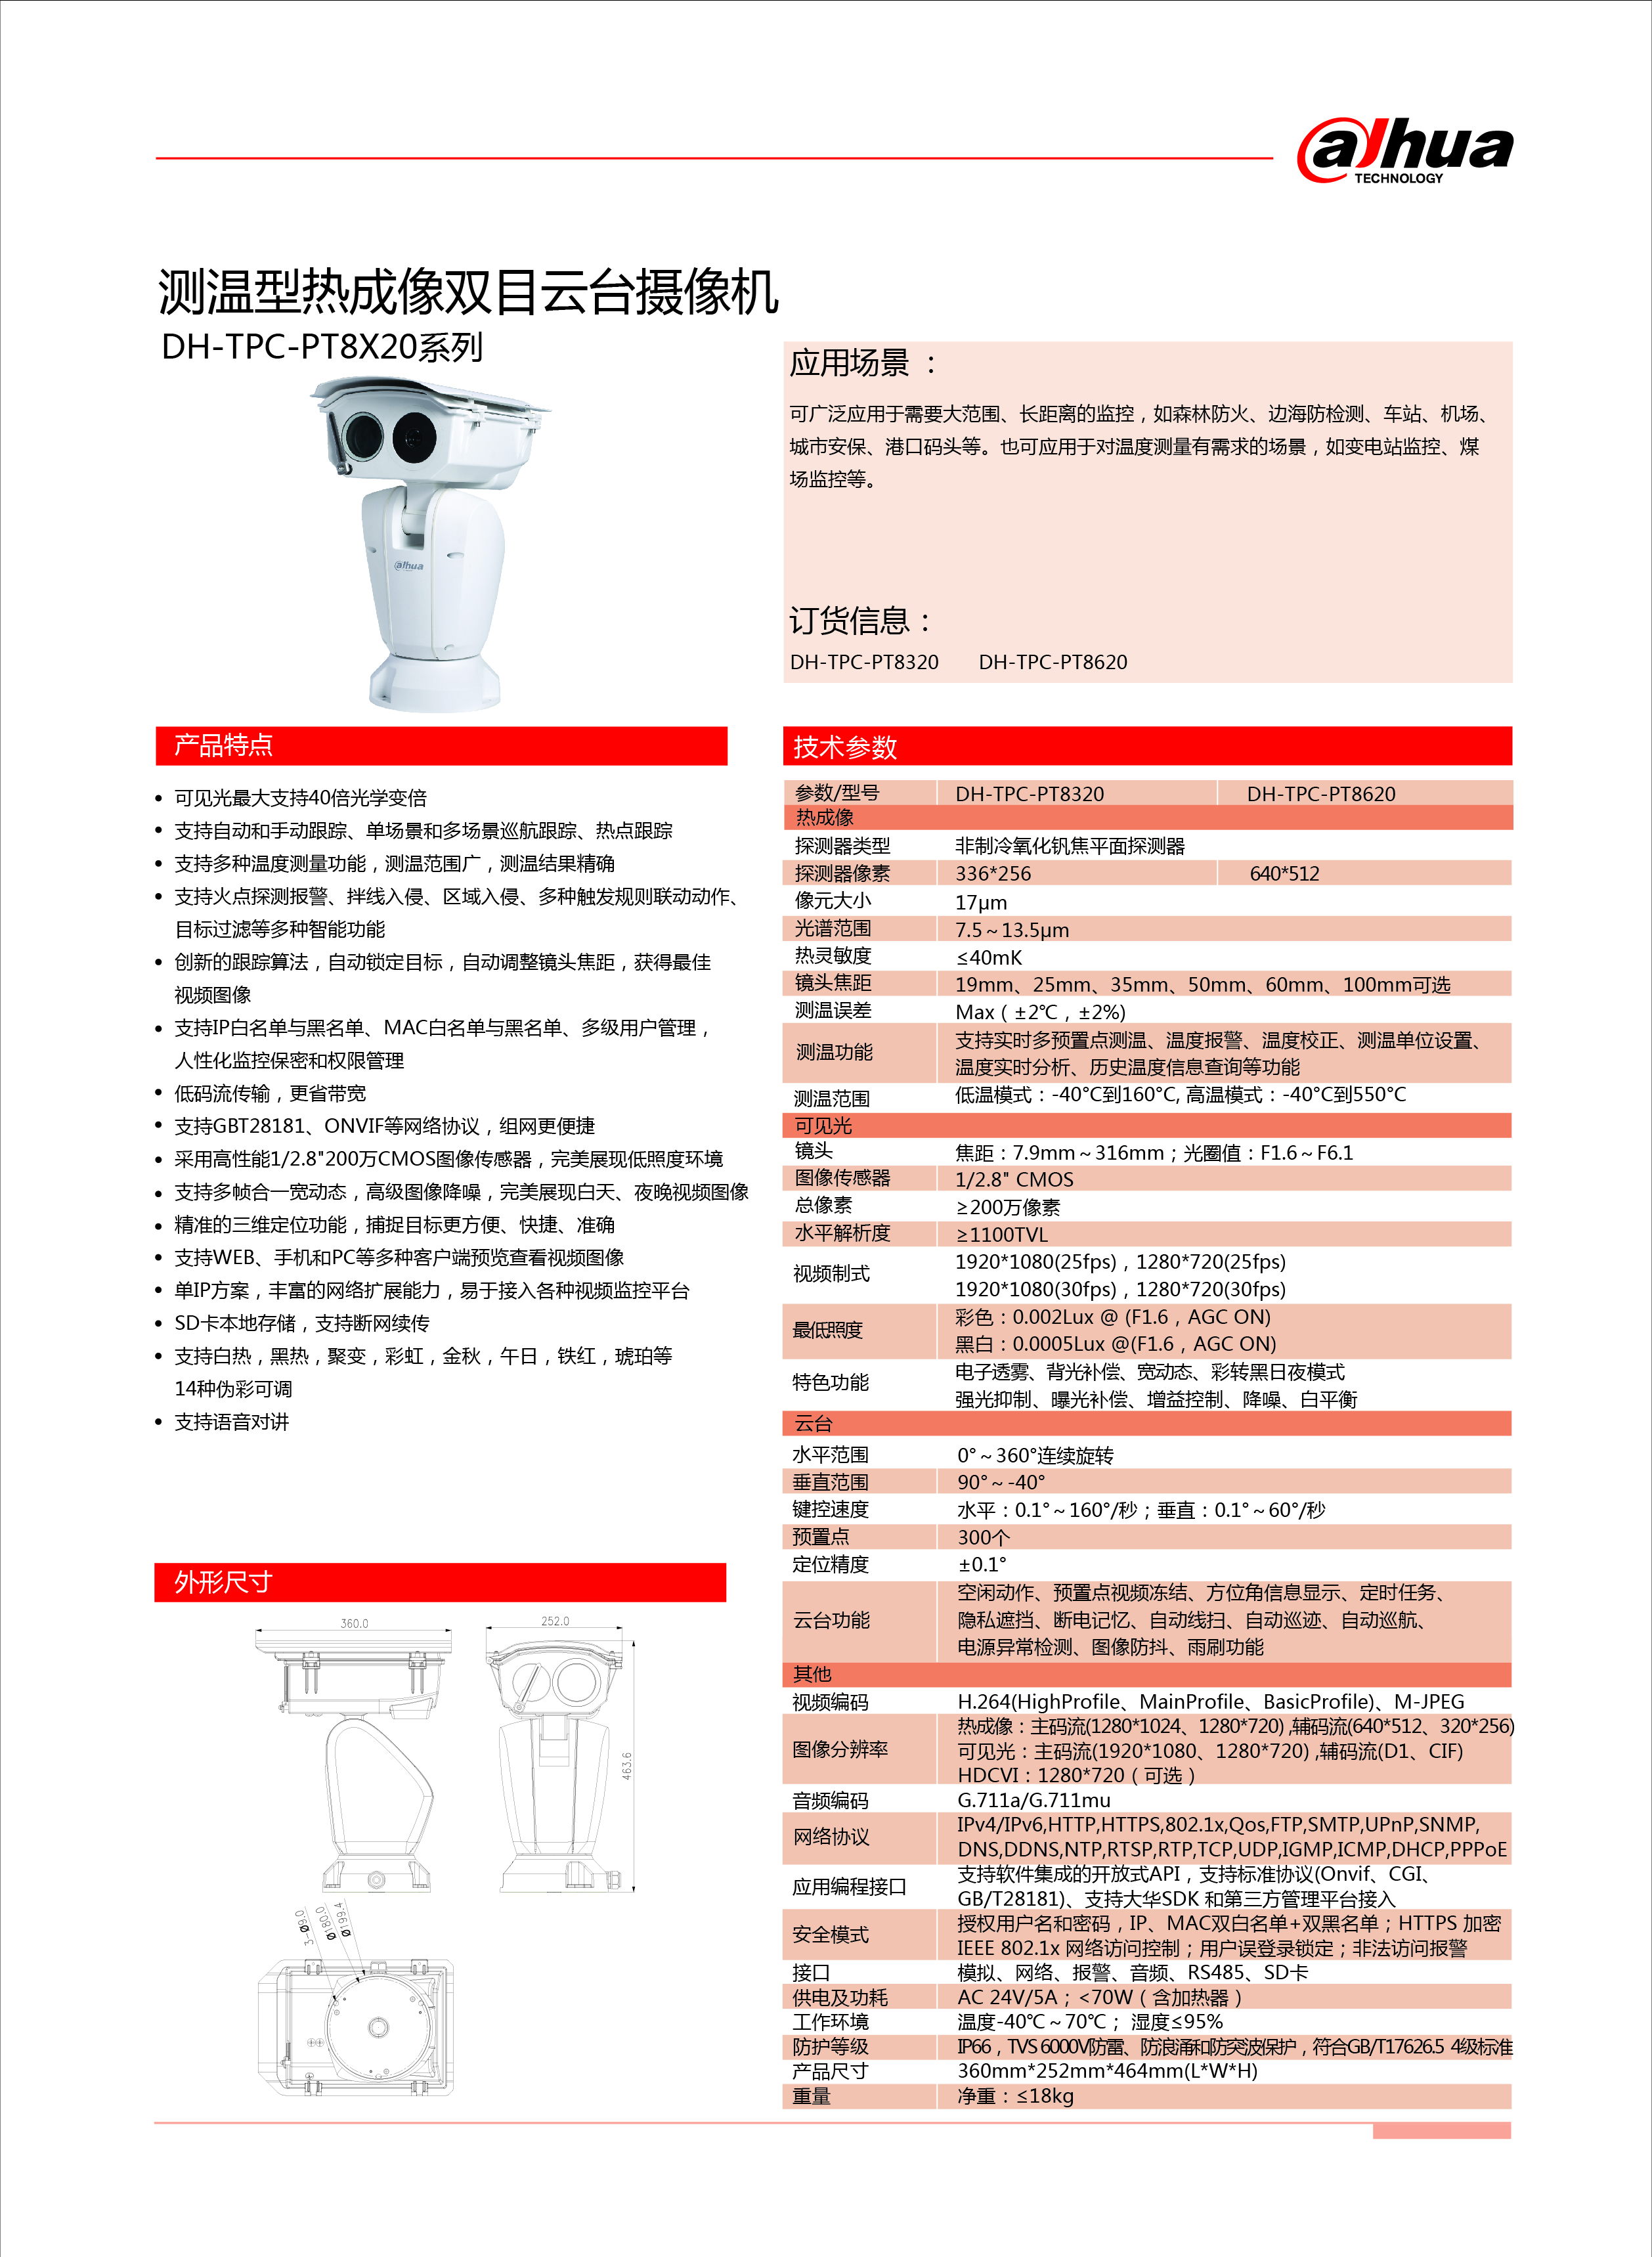 alhua
TECHNOLOGY
测温型热成像双目云台摄像机
DH-TPC-PT8X20系列
alhua
应用场景 ：
可广泛应用于需要大范围、长距离的监控，如森林防火、边海防检测、车站、机场、
城市安保、港口码头等。也可应用于对温度测量有需求的场景，如变电站监控、煤
场监控等。
订货信息：
DH-TPC-PT8320 DH-TPC-PT8620
产品特点
• 可见光最大支持40倍光学变倍
• 支持自动和手动跟踪、单场景和多场景巡航跟踪、热点跟踪
• 支持多种温度测量功能，测温范围广，测温结果精确
• 支持火点探测报警、拌线入侵、区域入侵、多种触发规则联动动作、
目标过滤等多种智能功能
• 创新的跟踪算法，自动锁定目标，自动调整镜头焦距，获得最佳
视频图像
• 支持IP白名单与黑名单、MAC白名单与黑名单、多级用户管理，
人性化监控保密和权限管理
• 低码流传输，更省带宽
• 支持GBT28181、ONVIF等网络协议，组网更便捷
• 采用高性能1/2.8"200万CMOS图像传感器，完美展现低照度环境
• 支持多帧合一宽动态，高级图像降噪，完美展现白天、夜晚视频图像
• 精准的三维定位功能，捕捉目标更方便、快捷、准确
• 支持WEB、手机和PC等多种客户端预览查看视频图像
• 单IP方案，丰富的网络扩展能力，易于接入各种视频监控平台
• SD卡本地存储，支持断网续传
• 支持白热，黑热，聚变，彩虹，金秋，午日，铁红，琥珀等
14种伪彩可调
• 支持语音对讲
外形尺寸
360.0
252.0
463.6
3-Ø9.0
Ø180.0
Ø199.4
技术参数
参数/型号 DH-TPC-PT8320 DH-TPC-PT8620
热成像
探测器类型 非制冷氧化钒焦平面探测器
探测器像素 336*256 640*512
像元大小 17μm
光谱范围 7.5～13.5μm
热灵敏度 ≤40mK
镜头焦距 19mm、25mm、35mm、50mm、60mm、100mm可选
测温误差 Max（±2℃，±2%)
测温功能 支持实时多预置点测温、温度报警、温度校正、测温单位设置、
温度实时分析、历史温度信息查询等功能
测温范围 低温模式：-40°C到160°C, 高温模式：-40°C到550°C
可见光
镜头 焦距：7.9mm～316mm；光圈值：F1.6～F6.1
图像传感器 1/2.8" CMOS
总像素 ≥200万像素
水平解析度 ≥1100TVL
视频制式 1920*1080(25fps)，1280*720(25fps)
1920*1080(30fps)，1280*720(30fps)
最低照度 彩色：0.002Lux @ (F1.6，AGC ON)
黑白：0.0005Lux @(F1.6，AGC ON)
特色功能 电子透雾、背光补偿、宽动态、彩转黑日夜模式
强光抑制、曝光补偿、增益控制、降噪、白平衡
云台
水平范围 0°～360°连续旋转
垂直范围 90°～-40°
键控速度 水平：0.1°～160°/秒；垂直：0.1°～60°/秒
预置点 300个
定位精度 ±0.1°
云台功能 空闲动作、预置点视频冻结、方位角信息显示、定时任务、
隐私遮挡、断电记忆、自动线扫、自动巡迹、自动巡航、
电源异常检测、图像防抖、雨刷功能
其他
视频编码 H.264(HighProfile、MainProfile、BasicProfile)、M-JPEG
图像分辨率 热成像：主码流(1280*1024、1280*720) ,辅码流(640*512、320*256)
可见光：主码流(1920*1080、1280*720) ,辅码流(D1、CIF)
HDCVI：1280*720（可选）
音频编码 G.711a/G.711mu
网络协议 IPv4/IPv6,HTTP,HTTPS,802.1x,Qos,FTP,SMTP,UPnP,SNMP,
DNS,DDNS,NTP,RTSP,RTP,TCP,UDP,IGMP,ICMP,DHCP,PPPoE
应用编程接口 支持软件集成的开放式API，支持标准协议(Onvif、CGI、
GB/T28181)、支持大华SDK 和第三方管理平台接入
安全模式 授权用户名和密码，IP、MAC双白名单+双黑名单；HTTPS 加密
IEEE 802.1x 网络访问控制；用户误登录锁定；非法访问报警
接口 模拟、网络、报警、音频、RS485、SD卡
供电及功耗 AC 24V/5A；<70W（含加热器）
工作环境 温度-40℃～70℃； 湿度≤95%
防护等级 IP66，TVS 6000V防雷、防浪涌和防突波保护，符合GB/T17626.5 4级标准
产品尺寸 360mm*252mm*464mm(L*W*H)
重量 净重：≤18kg